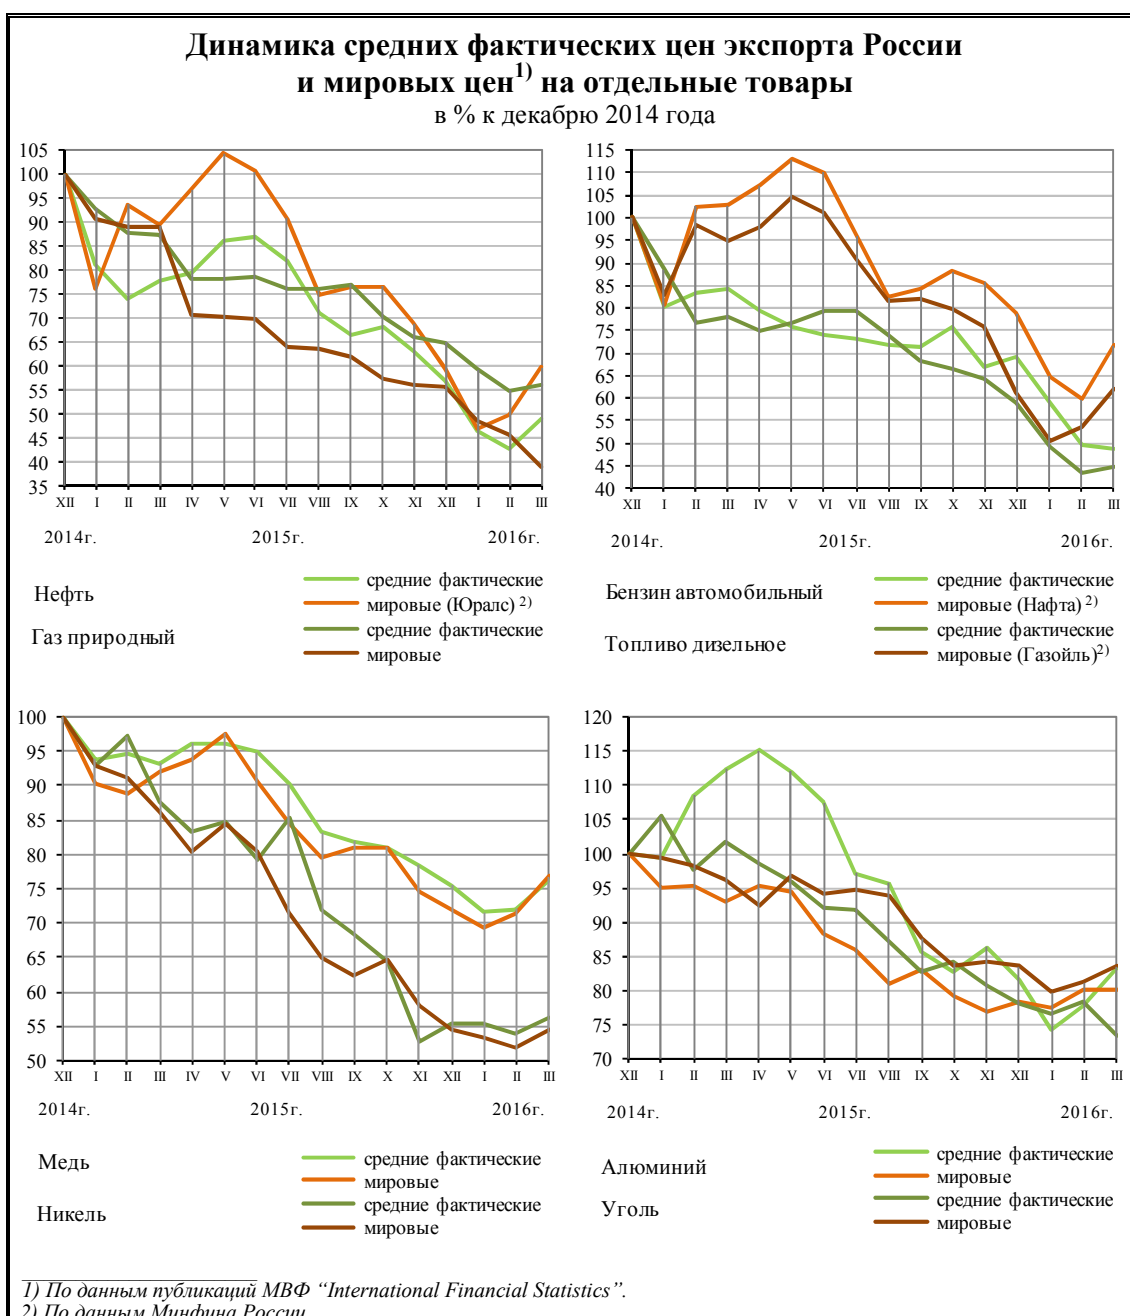 Динамика средних фактических цен экспорта России
и мировых цен1) на отдельные товары
в % к декабрю 2014 года
105
100
95
90
85
80
75
70
65
60
55
50
45
40
35
XII I II III IV V VI VII VIII IX X XI XII I II III
2014г. 2015г. 2016г.
Нефть
средние фактические
мировые (Юралс) 2)
Газ природный
средние фактические
мировые
115
110
105
100
95
90
85
80
75
70
65
60
55
50
45
40
XII I II III IV V VI VII VIII IX X XI XII I II III
2014г. 2015г. 2016г.
Бензин автомобильный
средние фактические
мировые (Нафта) 2)
Топливо дизельное
средние фактические
мировые (Газойль)2)
100
95
90
85
80
75
70
65
60
55
50
XII I II III IV V VI VII VIII IX X XI XII I II III
2014г. 2015г. 2016г.
Медь
средние фактические
мировые
Никель
средние фактические
мировые
120
115
110
105
100
95
90
85
80
75
70
XII I II III IV V VI VII VIII IX X XI XII I II III
2014г. 2015г. 2016г.
Алюминий
средние фактические
мировые
Уголь
средние фактические
мировые
1) По данным публикаций МВФ “International Financial Statistics”.
2) По данным Минфина России